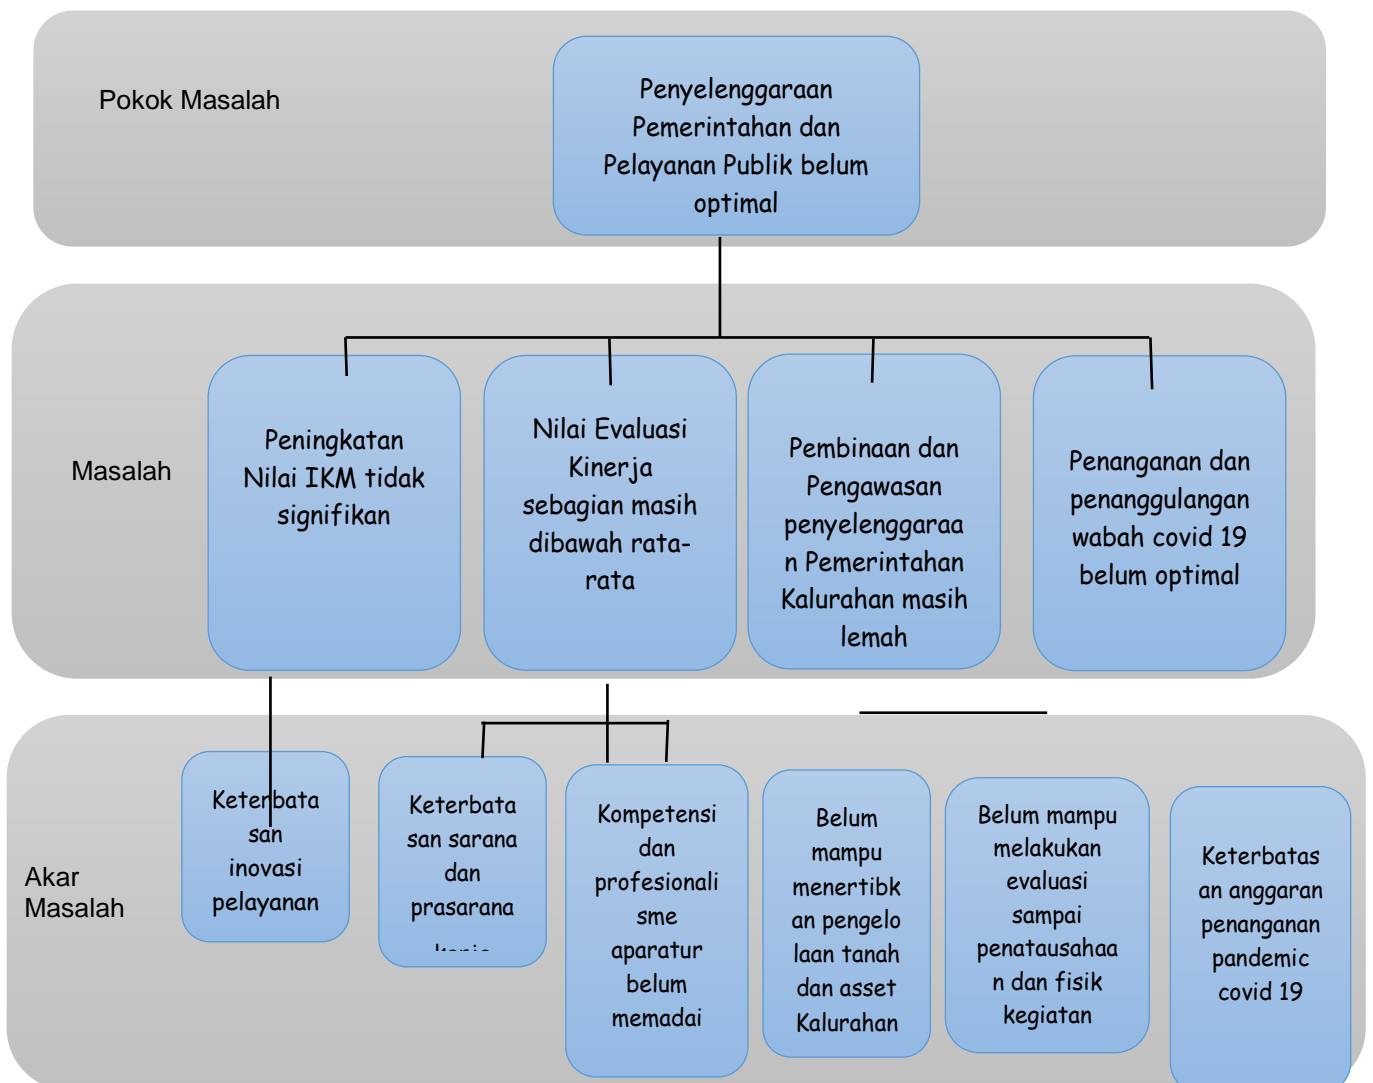 Pokok Masalah
Penyelenggaraan
Pemerintahan dan
Pelayanan Publik belum
optimal
Masalah
Peningkatan
Nilai IKM tidak
signifikan
Nilai Evaluasi
Kinerja
sebagian masih
dibawah rata-
rata
Pembinaan dan
Pengawasan
penyelenggaraa
n Pemerintahan
Kalurahan masih
lemah
Penanganan dan
penanggulangan
wabah covid 19
belum optimal
Akar
Masalah
Keterbata
san
inovasi
pelayanan
Keterbata
san sarana
dan
prasarana
Kompetensi
dan
profesionali
sme
aparatur
belum
memadai
Belum
mampu
menertibk
an pengelo
laan tanah
dan asset
Kalurahan
Belum mampu
melakukan
evaluasi
sampai
penatausahaa
n dan fisik
kegiatan
Keterbatas
an anggaran
penanganan
pandemic
covid 19